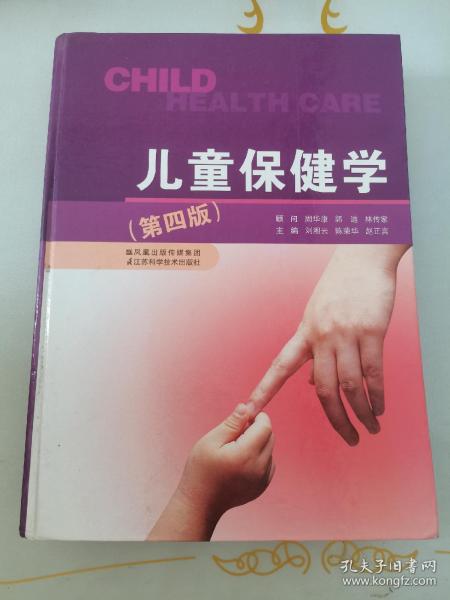 CHILD
HEALTH CARE
儿童保健学
(第四版)
顾 问 周华康 郭迪 林传家
主 编 刘湘云 陈荣华 赵正言
凤凰出版传媒集团
江苏科学技术出版社
孔夫子旧书网
www.kongfz.com